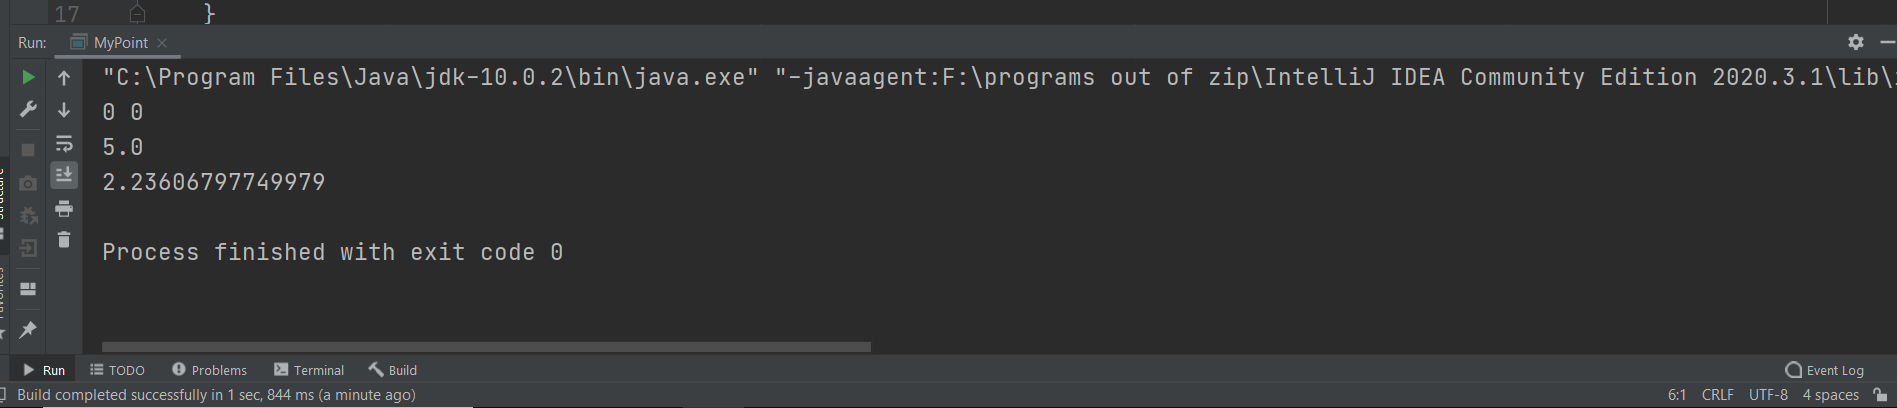 17 }
Run: MyPoint
"C:\Program Files\Java\jdk-10.0.2\bin\java.exe" "-javaagent:F:\programs out of zip\IntelliJ IDEA Community Edition 2020.3.1\lib\
0 0
5.0
2.23606797749979
Process finished with exit code 0
Run TODO Problems Terminal Build Event Log
Build completed successfully in 1 sec, 844 ms (a minute ago) 6:1 CRLF UTF-8 4 spaces